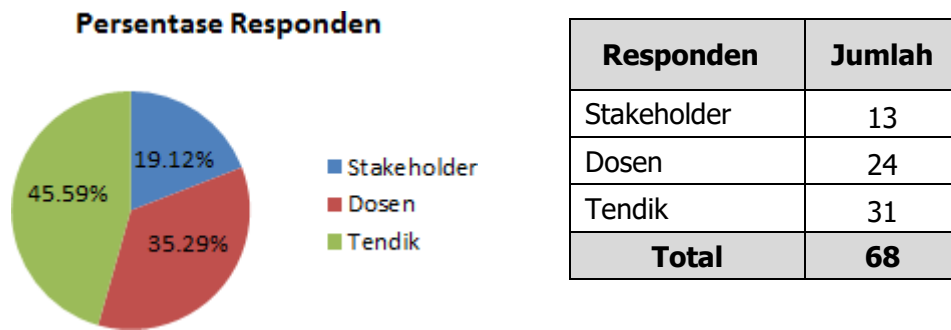 Persentase Responden
19.12%
45.59%
35.29%
Stakeholder
Dosen
Tendik
Responden Jumlah
Stakeholder 13
Dosen 24
Tendik 31
Total 68